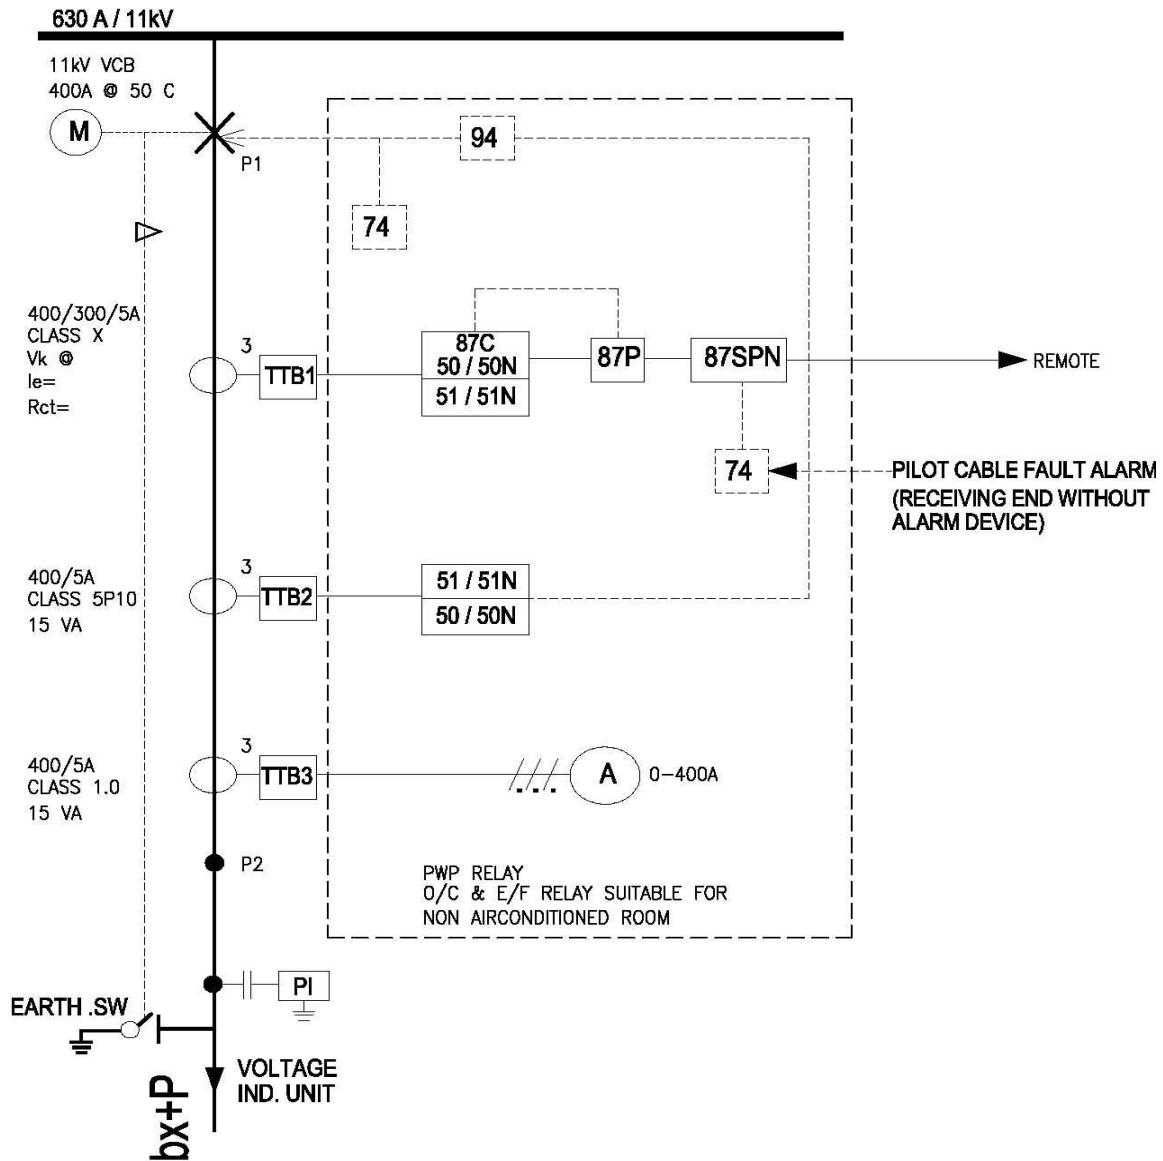 630 A / 11kV
11kV VCB
400A @ 50 C
M
P1
94
74
400/300/5A
CLASS X
Vk @
Ie=
Rct=
3
TTB1
87C
50 / 50N
51 / 51N
87P
87SPN
REMOTE
74
PILOT CABLE FAULT ALARM
(RECEIVING END WITHOUT
ALARM DEVICE)
400/5A
CLASS 5P10
15 VA
3
TTB2
51 / 51N
50 / 50N
400/5A
CLASS 1.0
15 VA
3
TTB3
A
0-400A
P2
PWP RELAY
O/C & E/F RELAY SUITABLE FOR
NON AIRCONDITIONED ROOM
PI
EARTH .SW
VOLTAGE
IND. UNIT
bx+P